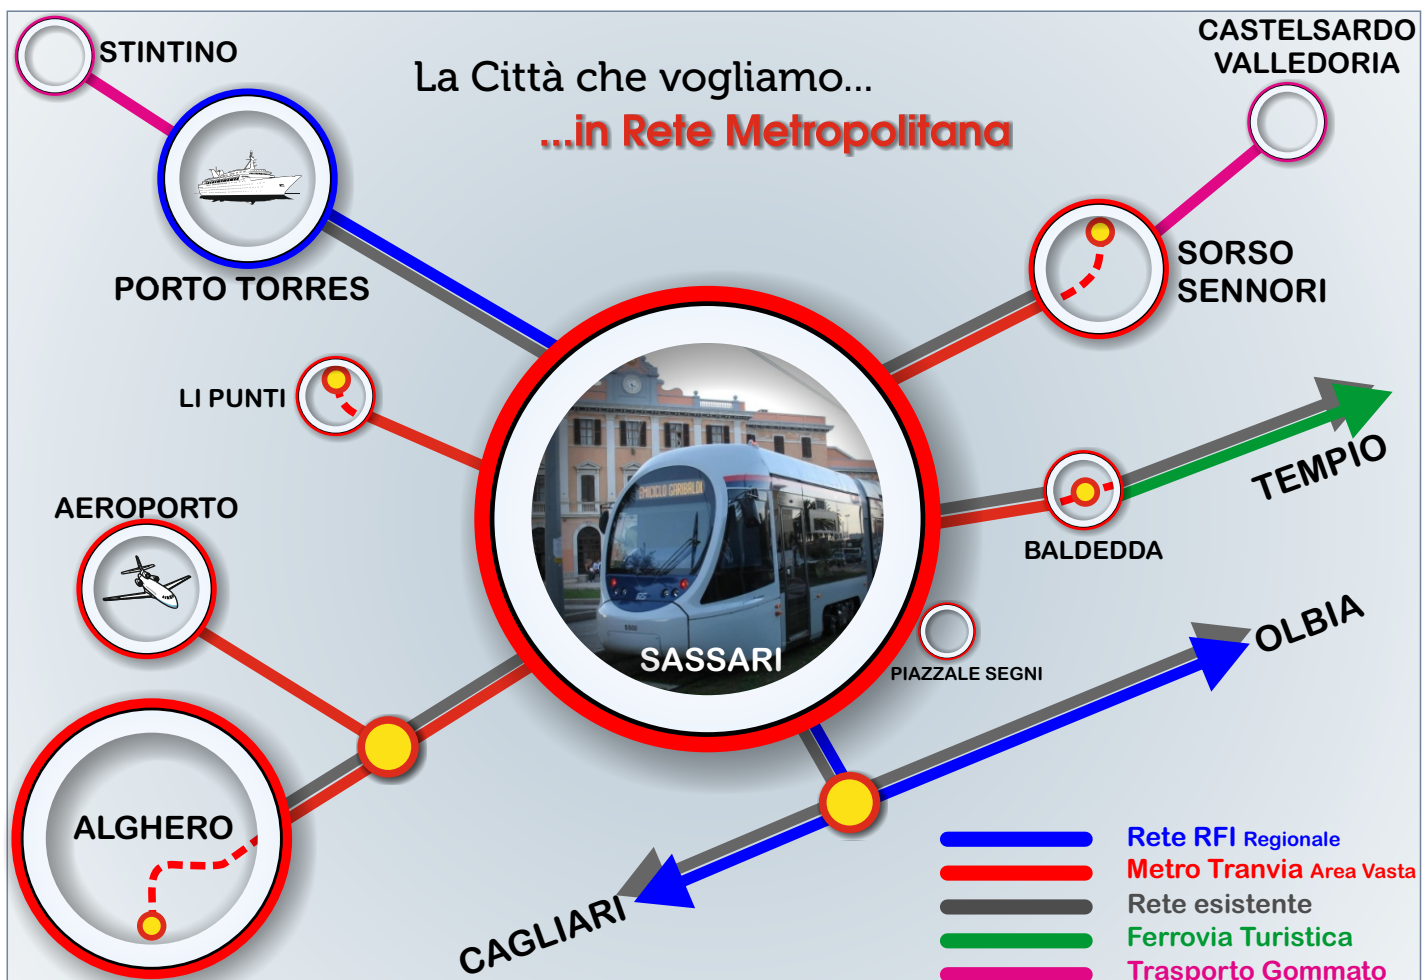 STINTINO
La Città che vogliamo...
...in Rete Metropolitana
CASTELSARDO
VALLEDORIA
PORTO TORRES
SORSO
SENNORI
LI PUNTI
TEMPIO
AEROPORTO
BALDEDDA
EMICICLO GARIBALDI
SASSARI
PIAZZALE SEGNI
OLBIA
ALGHERO
CAGLIARI
Rete RFI Regionale
Metro Tranvia Area Vasta
Rete esistente
Ferrovia Turistica
Trasporto Gommato